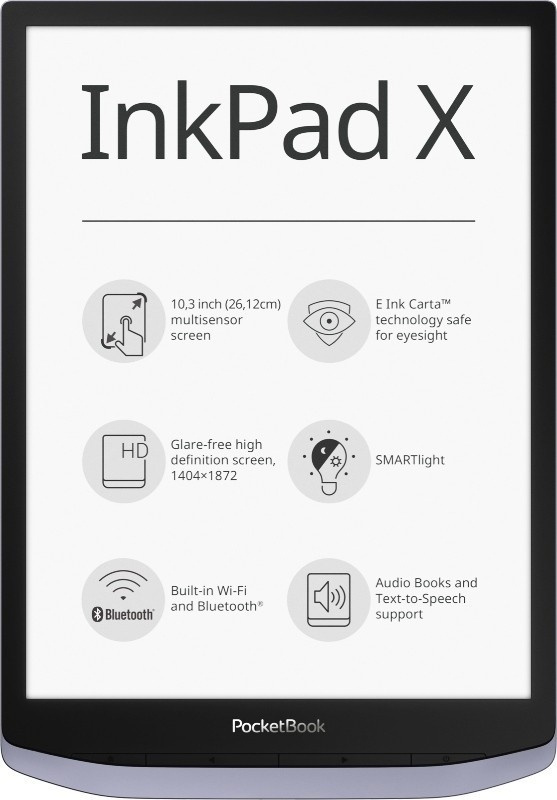 InkPad X
10,3 inch (26,12cm)
multisensor
screen
E Ink Carta™
technology safe
for eyesight
HD
Glare-free high
definition screen,
1404×1872
SMARTlight
Bluetooth®
Built-in Wi-Fi
and Bluetooth®
Audio Books and
Text-to-Speech
support
PocketBook